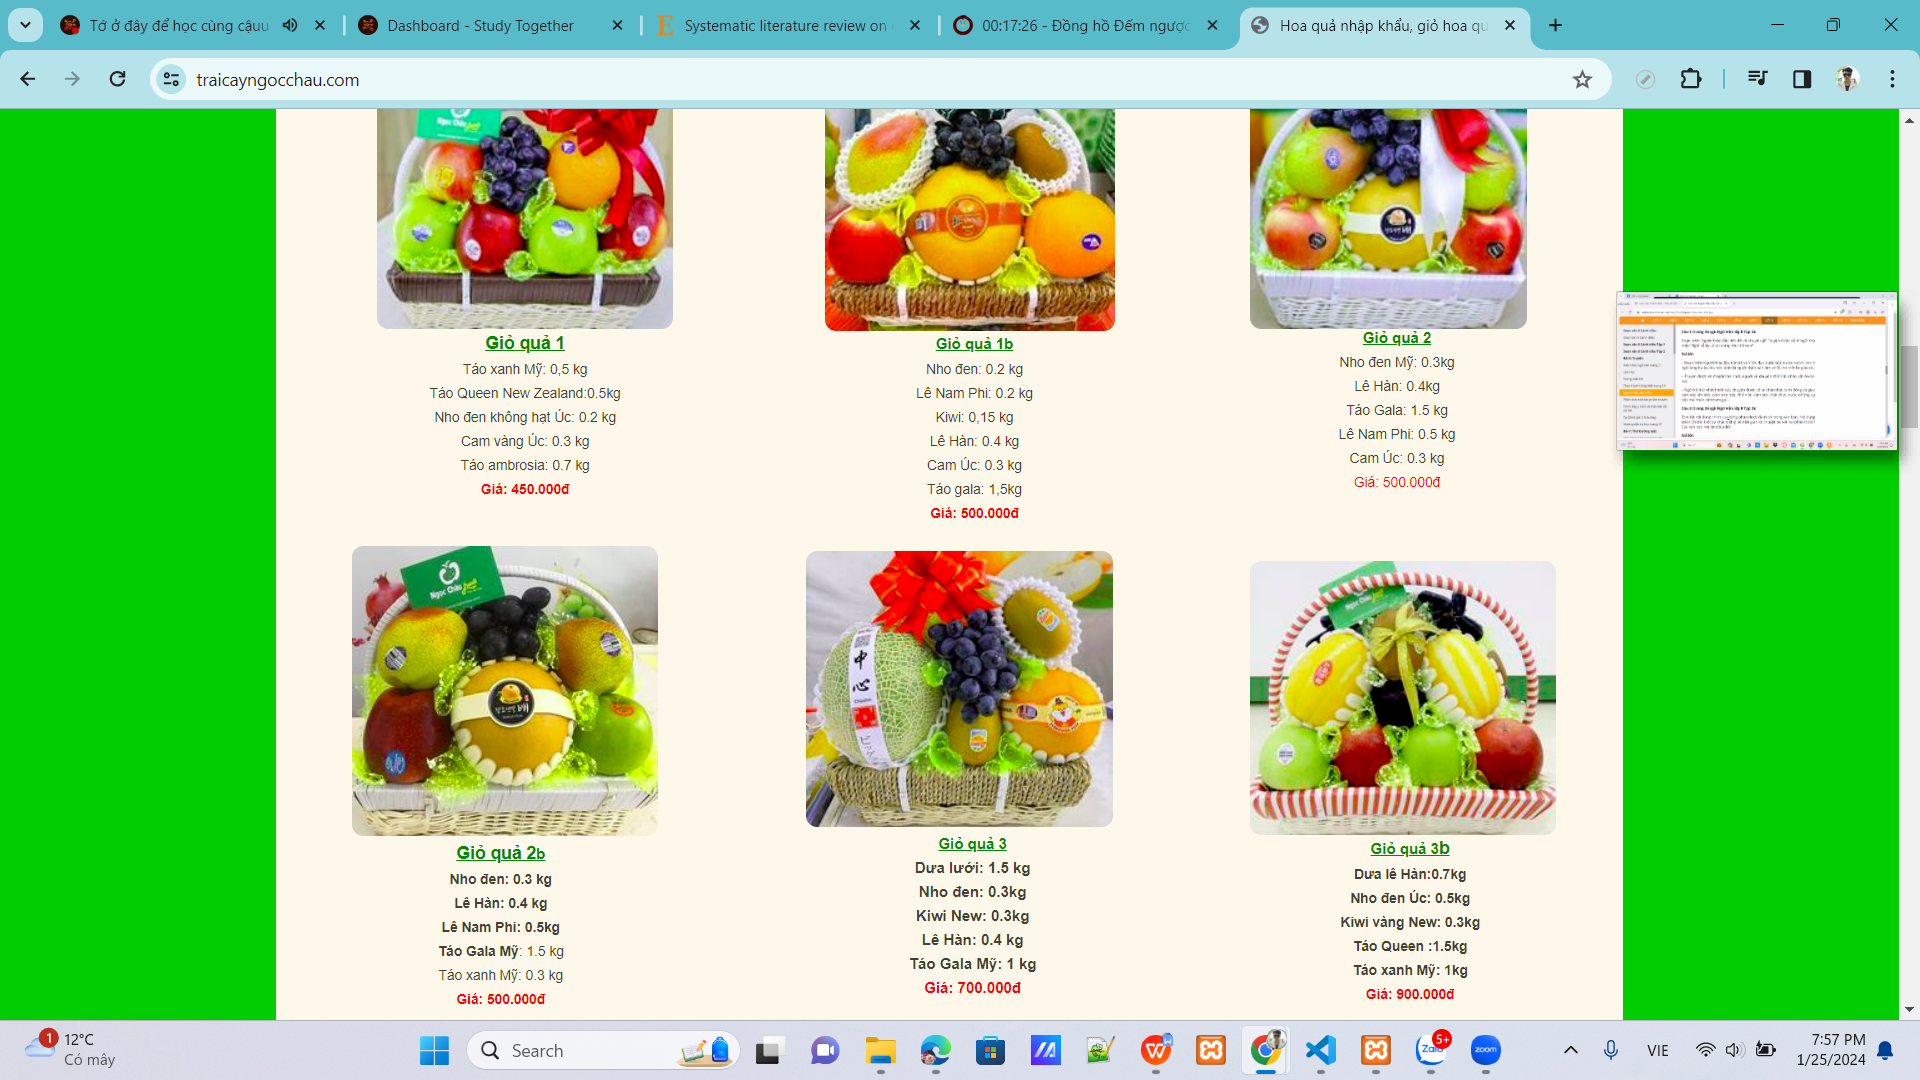 Tớ ở đây để học cùng cậuu
Dashboard - Study Together
Systematic literature review on
00:17:26 - Đồng hồ Đếm ngược
Hoa quả nhập khẩu, giỏ hoa qu
traicayngocchau.com
Giỏ quả 1
Táo xanh Mỹ: 0,5 kg
Táo Queen New Zealand:0.5kg
Nho đen không hạt Úc: 0.2 kg
Cam vàng Úc: 0.3 kg
Táo ambrosia: 0.7 kg
Giá: 450.000đ
Giỏ quả 1b
Nho đen: 0.2 kg
Lê Nam Phi: 0.2 kg
Kiwi: 0,15 kg
Lê Hàn: 0.4 kg
Cam Úc: 0.3 kg
Táo gala: 1,5kg
Giá: 500.000đ
Giỏ quả 2
Nho đen Mỹ: 0.3kg
Lê Hàn: 0.4kg
Táo Gala: 1.5 kg
Lê Nam Phi: 0.5 kg
Cam Úc: 0.3 kg
Giá: 500.000đ
Ngọc Châu
Giỏ quả 2b
Nho đen: 0.3 kg
Lê Hàn: 0.4 kg
Lê Nam Phi: 0.5kg
Táo Gala Mỹ: 1.5 kg
Táo xanh Mỹ: 0.3 kg
Giá: 500.000đ
中心
Giỏ quả 3
Dưa lưới: 1.5 kg
Nho đen: 0.3kg
Kiwi New: 0.3kg
Lê Hàn: 0.4 kg
Táo Gala Mỹ: 1 kg
Giá: 700.000đ
Giỏ quả 3b
Dưa lê Hàn:0.7kg
Nho đen Úc: 0.5kg
Kiwi vàng New: 0.3kg
Táo Queen :1.5kg
Táo xanh Mỹ: 1kg
Giá: 900.000đ
1
12°C
Có mây
Search
Zalo
5+
zoom
VIE
7:57 PM
1/25/2024